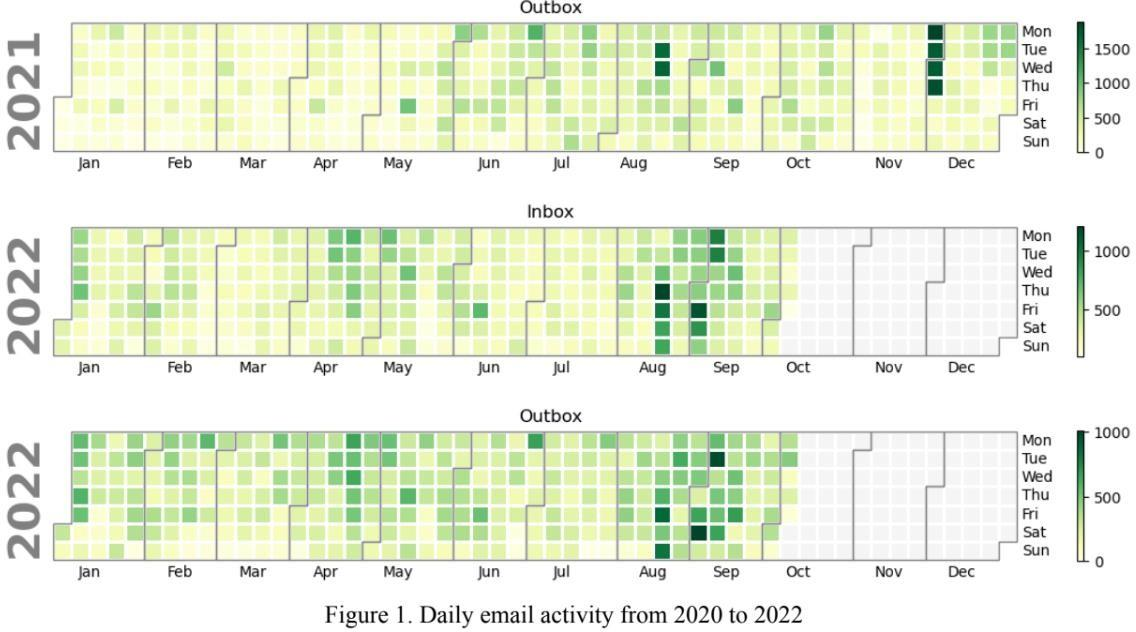 Outbox
2021
Mon
Tue
Wed
Thu
Fri
Sat
Sun
Jan Feb Mar Apr May Jun Jul Aug Sep Oct Nov Dec
1500
1000
500
0
Inbox
2022
Mon
Tue
Wed
Thu
Fri
Sat
Sun
Jan Feb Mar Apr May Jun Jul Aug Sep Oct Nov Dec
1000
500
Outbox
2022
Mon
Tue
Wed
Thu
Fri
Sat
Sun
Jan Feb Mar Apr May Jun Jul Aug Sep Oct Nov Dec
1000
500
0
Figure 1. Daily email activity from 2020 to 2022